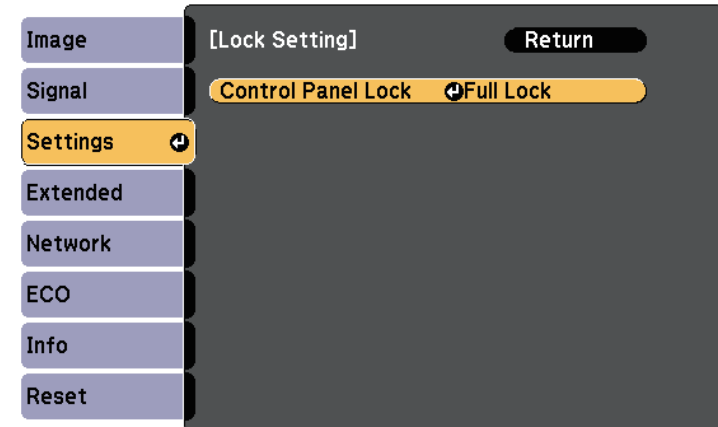 Image
Signal
Settings
Extended
Network
ECO
Info
Reset
[Lock Setting] Return
Control Panel Lock Full Lock